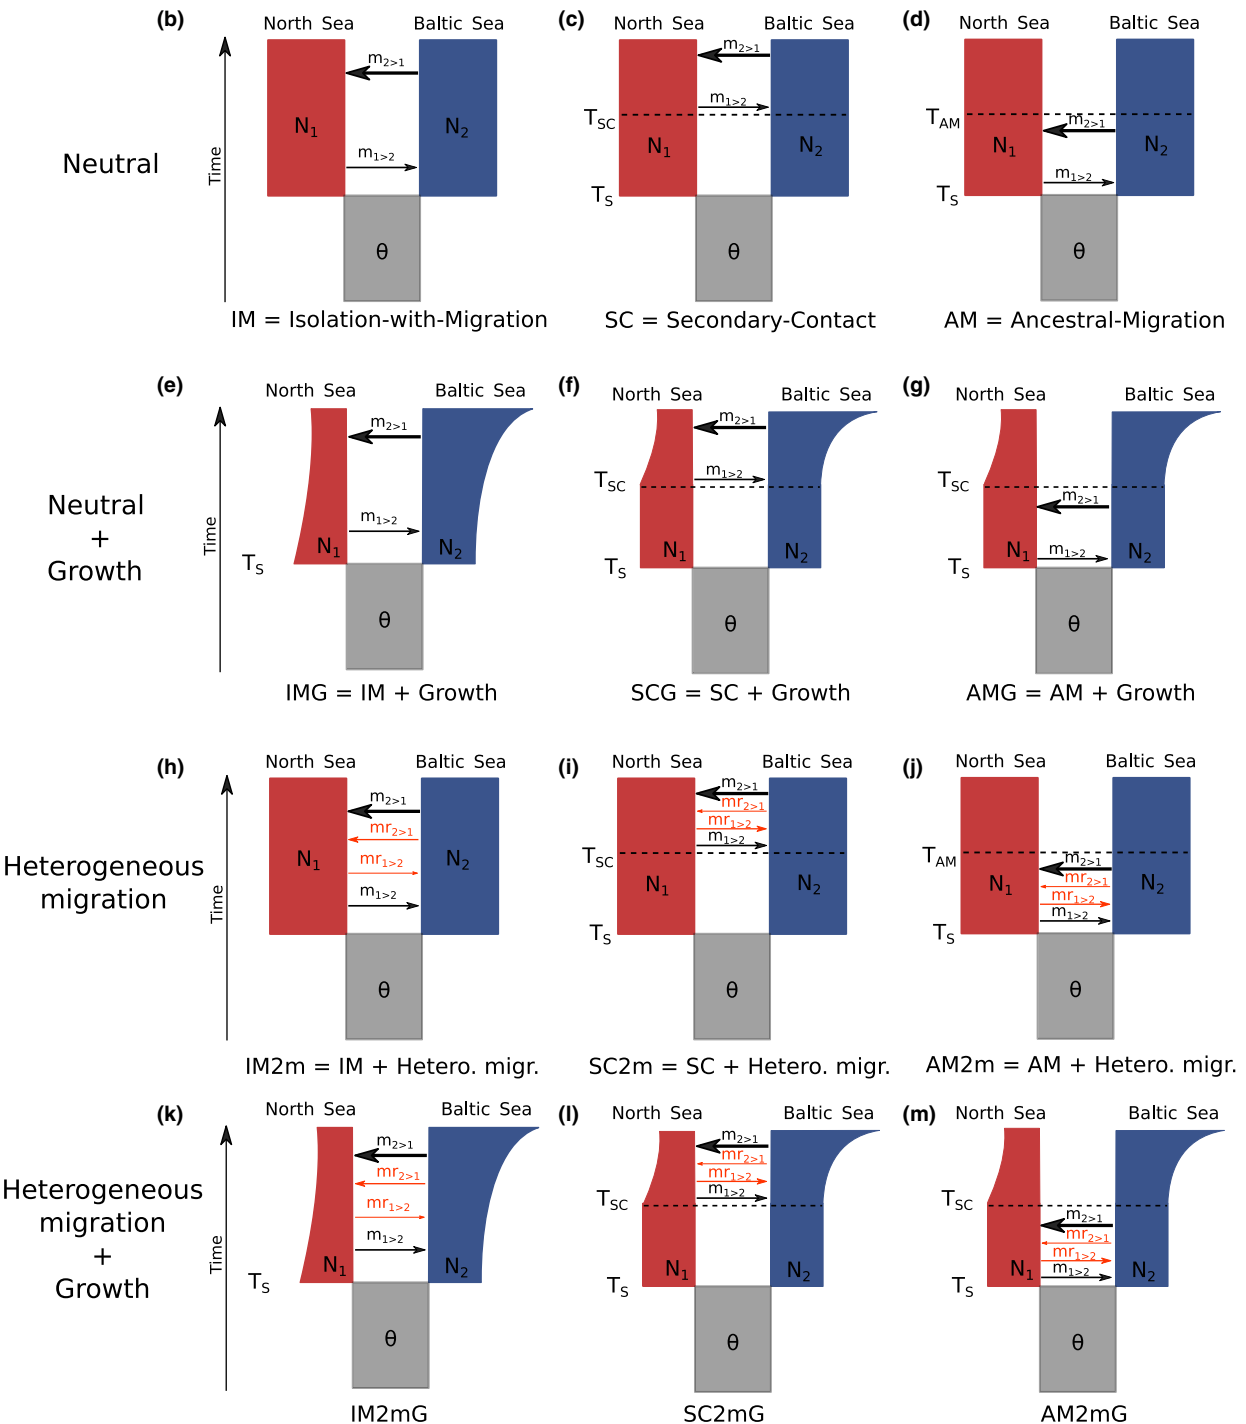 (b) North Sea Baltic Sea
(c) North Sea Baltic Sea
(d) North Sea Baltic Sea
Neutral
Time
m2>1
N1 N2
m1>2
θ
IM = Isolation-with-Migration
m2>1
m1>2
TSC
N1 N2
TS
θ
SC = Secondary-Contact
TAM
m2>1
N1 N2
m1>2
TS
θ
AM = Ancestral-Migration
(e) North Sea Baltic Sea
(f) North Sea Baltic Sea
(g) North Sea Baltic Sea
Neutral
+
Growth
Time
m2>1
m1>2
N1 N2
TS
θ
IMG = IM + Growth
m2>1
m1>2
TSC
N1 N2
TS
θ
SCG = SC + Growth
TSC
m2>1
N1 N2
m1>2
TS
θ
AMG = AM + Growth
(h) North Sea Baltic Sea
(i) North Sea Baltic Sea
(j) North Sea Baltic Sea
Heterogeneous
migration
Time
m2>1
mr2>1
N1 N2
mr1>2
m1>2
θ
IM2m = IM + Hetero. migr.
m2>1
mr2>1
mr1>2
m1>2
TSC
N1 N2
TS
θ
SC2m = SC + Hetero. migr.
TAM
m2>1
mr2>1
N1 N2
mr1>2
m1>2
TS
θ
AM2m = AM + Hetero. migr.
(k) North Sea Baltic Sea
(l) North Sea Baltic Sea
(m) North Sea Baltic Sea
Heterogeneous
migration
+
Growth
Time
m2>1
mr2>1
mr1>2
m1>2
N1 N2
TS
θ
IM2mG
m2>1
mr2>1
mr1>2
m1>2
TSC
N1 N2
TS
θ
SC2mG
TSC
m2>1
mr2>1
mr1>2
N1 N2
m1>2
TS
θ
AM2mG